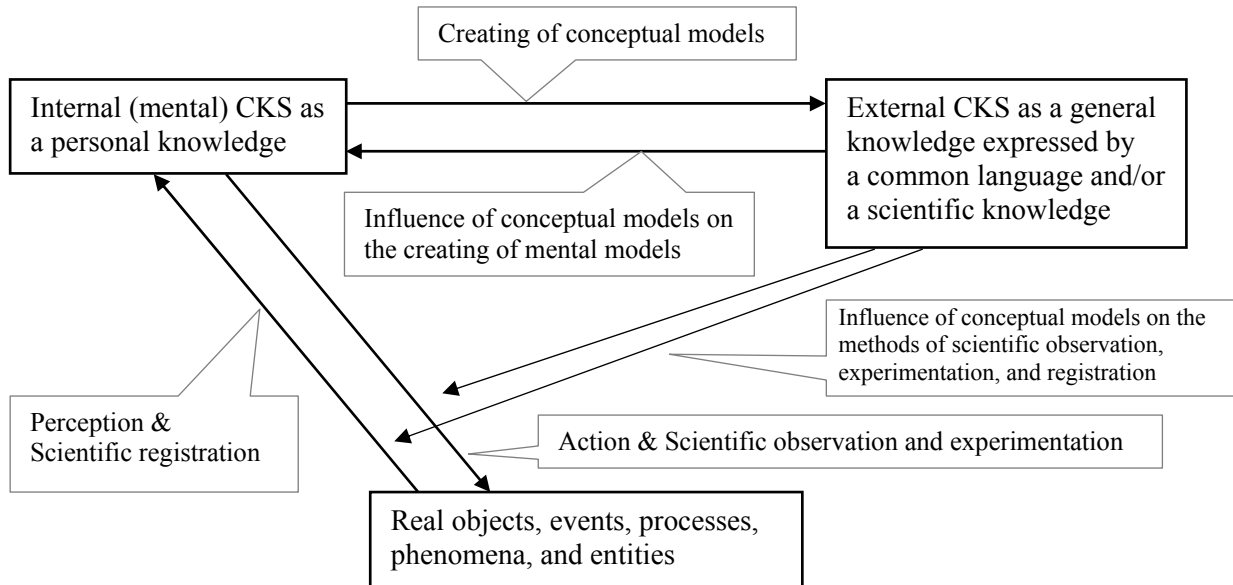 Creating of conceptual models
Internal (mental) CKS as
a personal knowledge
External CKS as a general
knowledge expressed by
a common language and/or
a scientific knowledge
Influence of conceptual models on
the creating of mental models
Influence of conceptual models on the
methods of scientific observation,
experimentation, and registration
Perception &
Scientific registration
Action & Scientific observation and experimentation
Real objects, events, processes,
phenomena, and entities